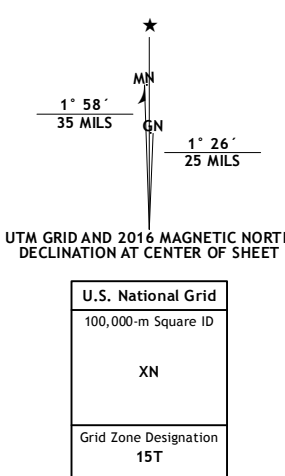 MN
1° 58´
35 MILS
GN
1° 26´
25 MILS
UTM GRID AND 2016 MAGNETIC NORT
DECLINATION AT CENTER OF SHEET
U.S. National Grid
100,000-m Square ID
XN
Grid Zone Designation
15T